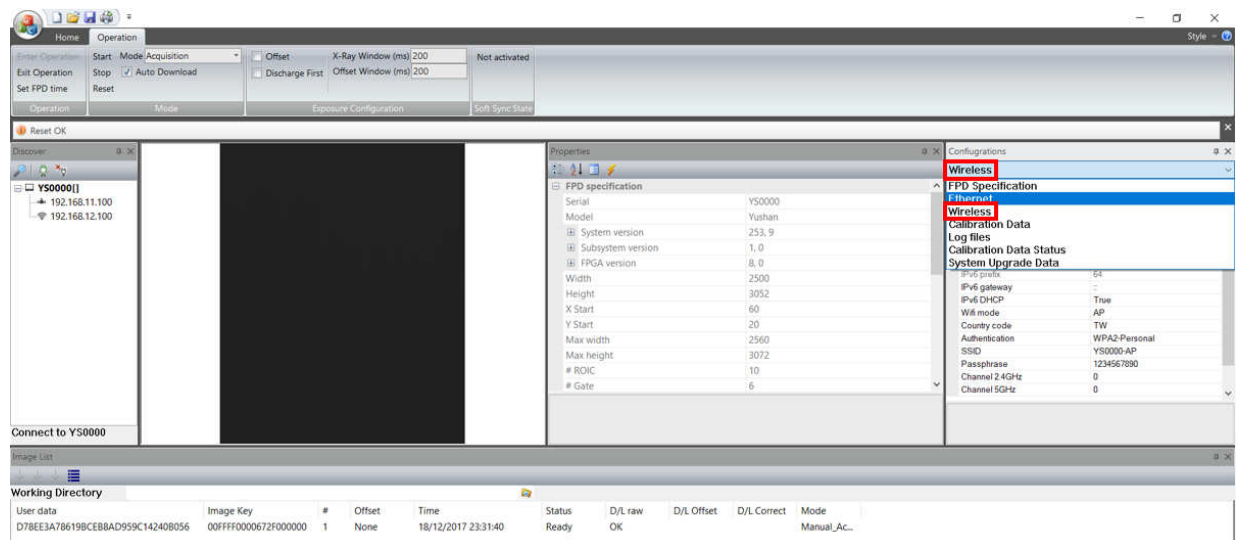 Home Operation Style
Enter Operation Start Mode Acquisition Offset X-Ray Window (ms) 200 Not activated
Exit Operation Stop Auto Download Discharge First Offset Window (ms) 200
Set FPD time Reset
Operation Mode Exposure Configuration Soft Sync State
Reset OK
Discover
YS0000[]
192.168.11.100
192.168.12.100
Connect to YS0000
Properties
FPD specification
Serial YS0000
Model Yushan
System version 253, 9
Subsystem version 1, 0
FPGA version 8, 0
Width 2500
Height 3052
X Start 60
Y Start 20
Max width 2560
Max height 3072
# ROIC 10
# Gate 6
Confiugrations
Wireless
FPD Specification
Ethernet
Wireless
Calibration Data
Log files
Calibration Data Status
System Upgrade Data
IPv6 prefix 64
IPv6 gateway ::
IPv6 DHCP True
Wifi mode AP
Country code TW
Authentication WPA2-Personal
SSID YS0000-AP
Passphrase 1234567890
Channel 2.4GHz 0
Channel 5GHz 0
Image List
Working Directory
User data Image Key # Offset Time Status D/L raw D/L Offset D/L Correct Mode
D78EE3A78619BCEB8AD959C14240B056 00FFFF0000672F000000 1 None 18/12/2017 23:31:40 Ready OK Manual_Ac...